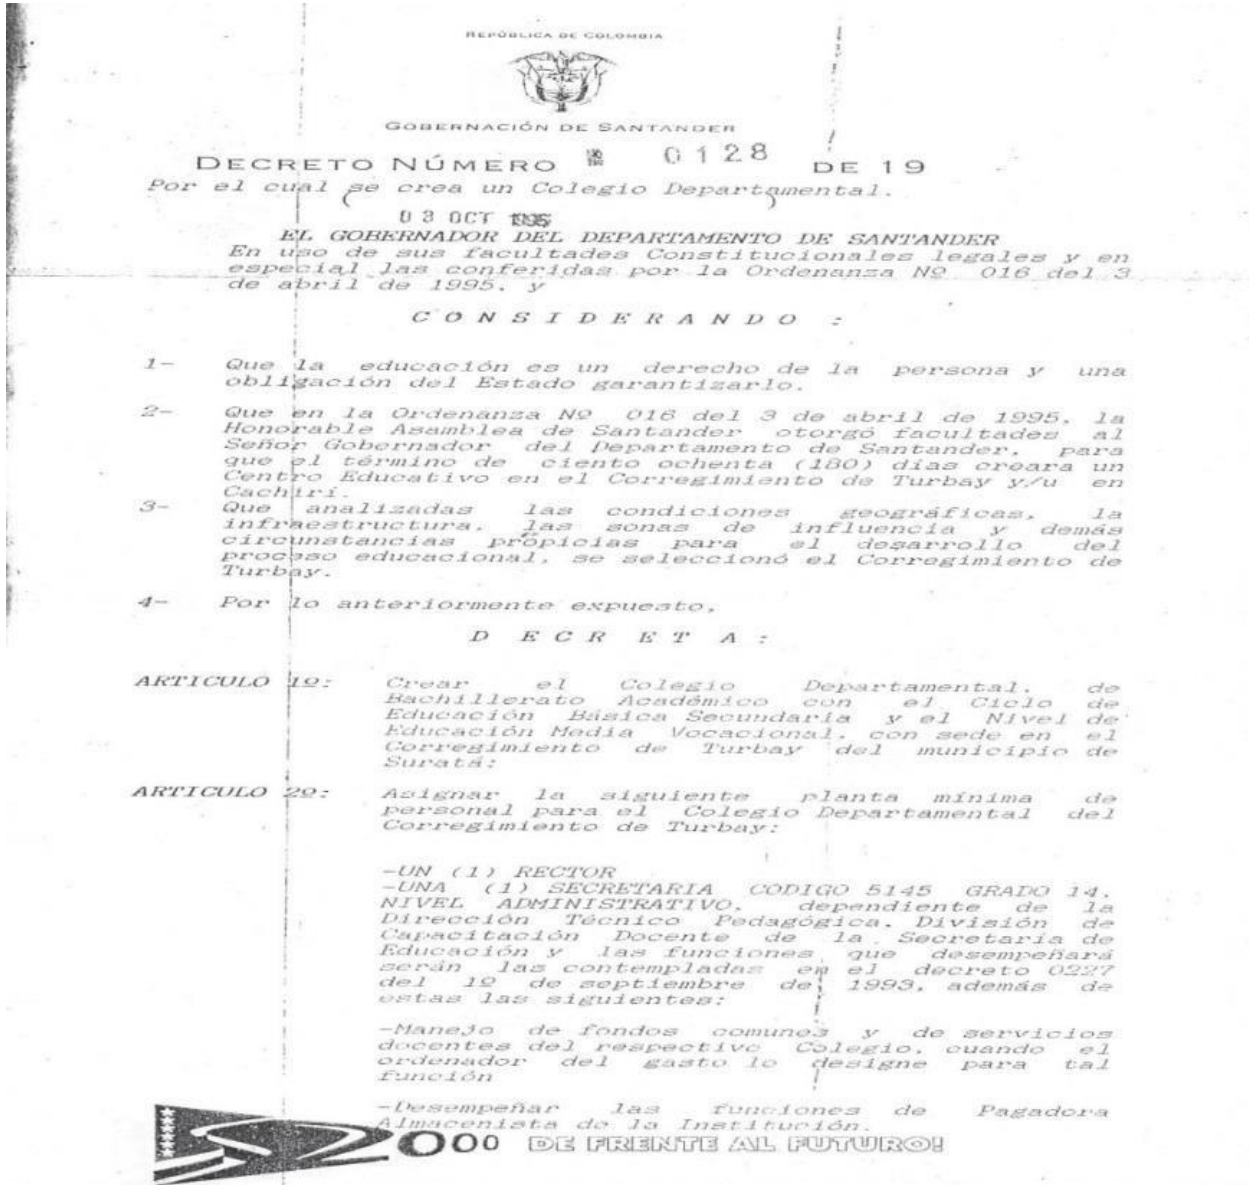 REPÚBLICA DE COLOMBIA
GOBERNACIÓN DE SANTANDER
DECRETO NÚMERO 0128 DE 19
Por el cual se crea un Colegio Departamental.
03 OCT 1995
EL GOBERNADOR DEL DEPARTAMENTO DE SANTANDER
En uso de sus facultades Constitucionales legales y en
especial las conferidas por la Ordenanza Nº 016 del 3
de abril de 1995, y
C O N S I D E R A N D O :
1- Que la educación es un derecho de la persona y una
obligación del Estado garantizarlo.
2- Que en la Ordenanza Nº 016 del 3 de abril de 1995, la
Honorable Asamblea de Santander otorgó facultades al
Señor Gobernador del Departamento de Santander, para
que el término de ciento ochenta (180) días creara un
Centro Educativo en el Corregimiento de Turbay y/u en
Cachirí.
3- Que analizadas las condiciones geográficas, la
infraestructura, las zonas de influencia y demás
circunstancias propicias para el desarrollo del
proceso educacional, se seleccionó el Corregimiento de
Turbay.
4- Por lo anteriormente expuesto,
D E C R E T A :
ARTICULO 1º: Crear el Colegio Departamental, de
Bachillerato Académico con el Ciclo de
Educación Básica Secundaria y el Nivel de
Educación Media Vocacional, con sede en el
Corregimiento de Turbay del municipio de
Suratá:
ARTICULO 2º: Asignar la siguiente planta mínima de
personal para el Colegio Departamental del
Corregimiento de Turbay:
-UN (1) RECTOR
-UNA (1) SECRETARIA CODIGO 5145 GRADO 14,
NIVEL ADMINISTRATIVO, dependiente de la
Dirección Técnico Pedagógica, División de
Capacitación Docente de la Secretaría de
Educación y las funciones que desempeñará
serán las contempladas en el decreto 0227
del 1º de septiembre de 1993, además de
estas las siguientes:
-Manejo de fondos comunes y de servicios
docentes del respectivo Colegio, cuando el
ordenador del gasto lo designe para tal
función
-Desempeñar las funciones de Pagadora
Almacenista de la Institución.
2000 DE FRENTE AL FUTURO!